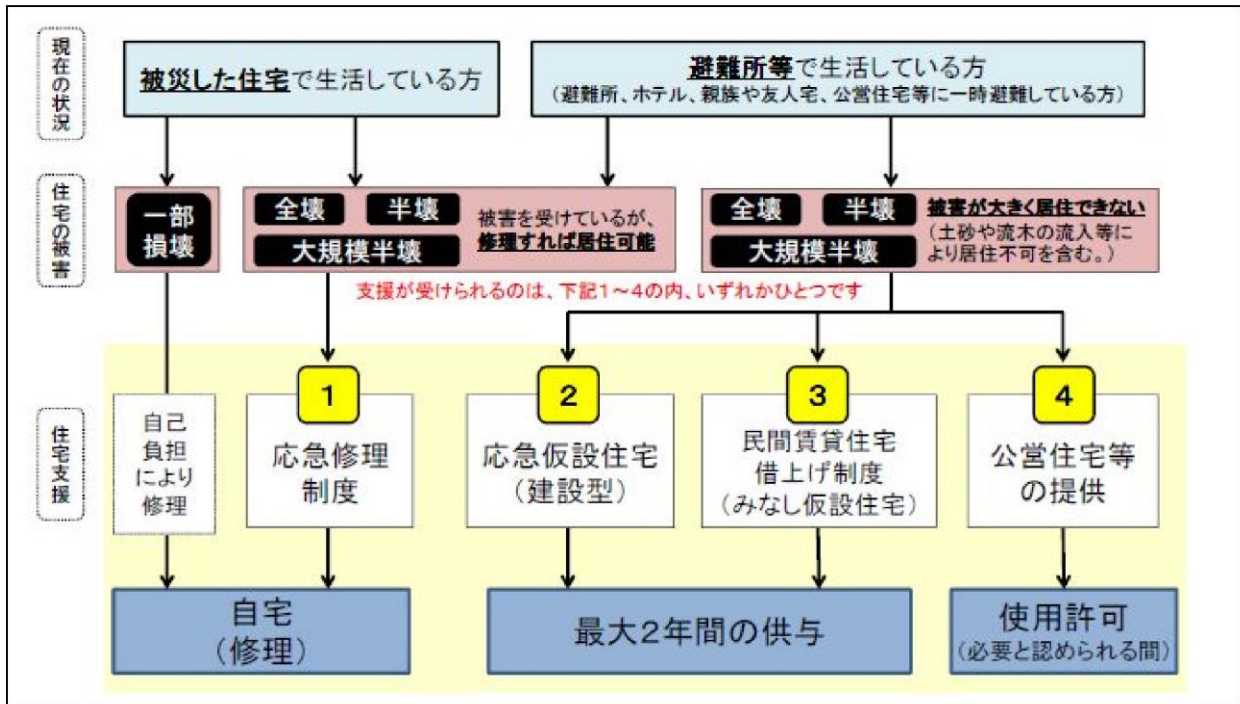 現在の状況
被災した住宅で生活している方
避難所等で生活している方
(避難所、ホテル、親族や友人宅、公営住宅等に一時避難している方)
住宅の被害
一部
損壊
全壊
半壊
大規模半壊
被害を受けているが、
修理すれば居住可能
全壊
半壊
大規模半壊
被害が大きく居住できない
(土砂や流木の流入等に
より居住不可を含む。)
支援が受けられるのは、下記1~4の内、いずれかひとつです
住宅支援
自己
負担
により
修理
1
応急修理
制度
2
応急仮設住宅
(建設型)
3
民間賃貸住宅
借上げ制度
(みなし仮設住宅)
4
公営住宅等
の提供
自宅
(修理)
最大2年間の供与
使用許可
(必要と認められる間)